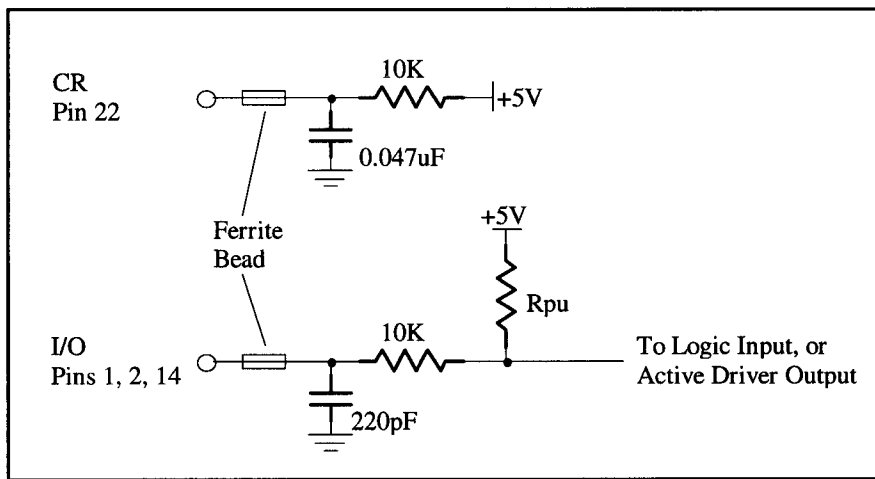 CR
Pin 22
10K
+5V
0.047uF
Ferrite
Bead
+5V
Rpu
I/O
Pins 1, 2, 14
10K
220pF
To Logic Input, or
Active Driver Output